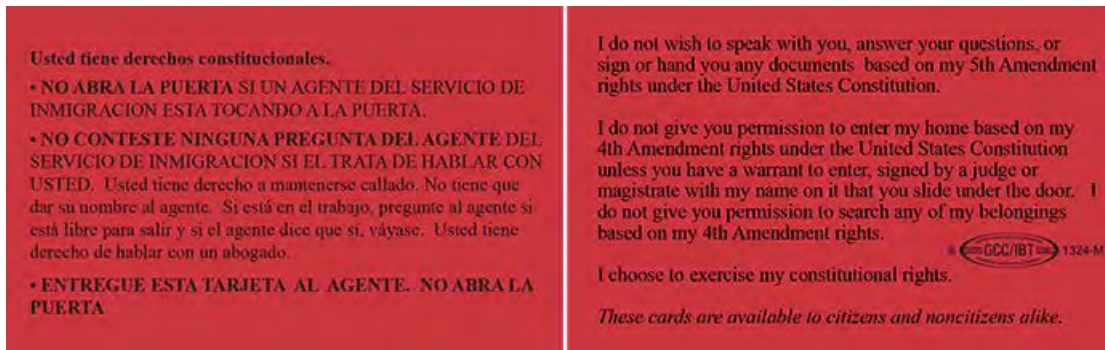 Usted tiene derechos constitucionales.
• NO ABRA LA PUERTA SI UN AGENTE DEL SERVICIO DE
INMIGRACION ESTA TOCANDO A LA PUERTA.
• NO CONTESTE NINGUNA PREGUNTA DEL AGENTE DEL
SERVICIO DE INMIGRACION SI EL TRATA DE HABLAR CON
USTED. Usted tiene derecho a mantenerse callado. No tiene que
dar su nombre al agente. Si está en el trabajo, pregunte al agente si
está libre para salir y si el agente dice que sí, váyase. Usted tiene
derecho de hablar con un abogado.
• ENTREGUE ESTA TARJETA AL AGENTE. NO ABRA LA
PUERTA
I do not wish to speak with you, answer your questions, or
sign or hand you any documents based on my 5th Amendment
rights under the United States Constitution.
I do not give you permission to enter my home based on my
4th Amendment rights under the United States Constitution
unless you have a warrant to enter, signed by a judge or
magistrate with my name on it that you slide under the door. I
do not give you permission to search any of my belongings
based on my 4th Amendment rights.
GCC/IBT 1324-M
I choose to exercise my constitutional rights.
These cards are available to citizens and noncitizens alike.